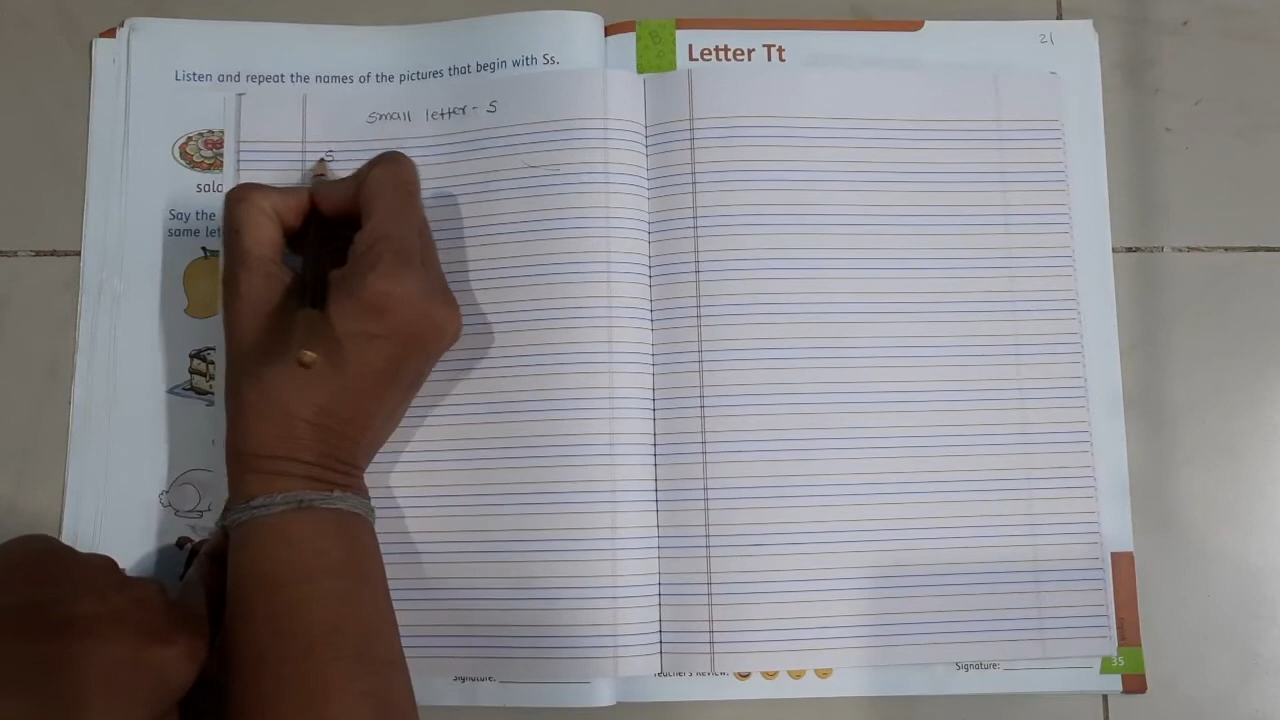 Listen and repeat the names of the pictures that begin with Ss.
small letter - s
s
sala
Say the
same let
Signature:
B.
Letter Tt
21
Teacher's Review:
Signature:
35